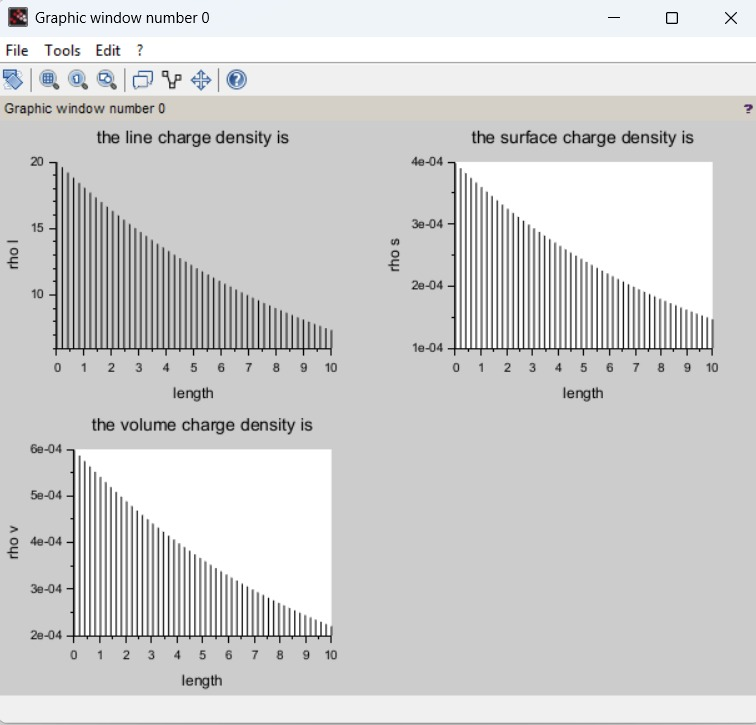 Graphic window number 0
File Tools Edit ?
Graphic window number 0 ?
the line charge density is
20
15
10
rho l
0 1 2 3 4 5 6 7 8 9 10
length
the surface charge density is
4e-04
3e-04
2e-04
1e-04
rho s
0 1 2 3 4 5 6 7 8 9 10
length
the volume charge density is
6e-04
5e-04
4e-04
3e-04
2e-04
rho v
0 1 2 3 4 5 6 7 8 9 10
length